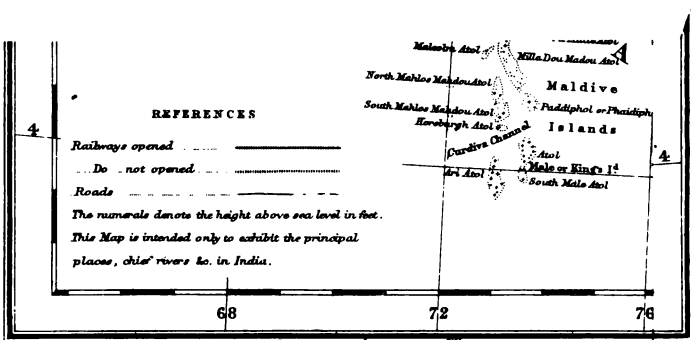 Malcolm Atol
Milla Dou Madou Atol
A
North Mahlos Mahdou Atol
Maldive
South Mahlos Mahdou Atol
Paddiphol or Phaidiph
Horsburgh Atol
Islands
Cardiva Channel
REFERENCES
4
Railways opened
Do not opened
Roads
The numerals denote the height above sea level in feet.
This Map is intended only to exhibit the principal
places, chief rivers &c. in India.
Atol
4
Ari Atol
Male or King's Id
South Male Atol
68
72
76